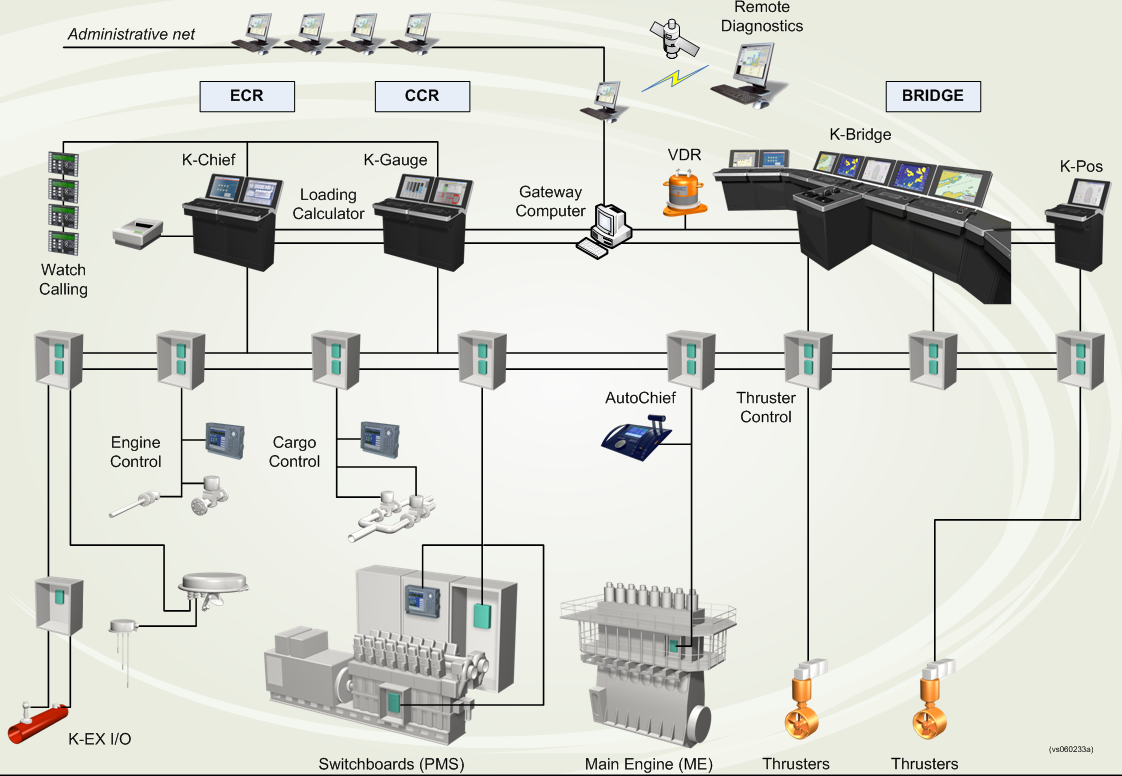 Remote
Diagnostics
Administrative net
ECR
CCR
BRIDGE
K-Bridge
K-Chief
K-Gauge
VDR
K-Pos
Loading
Calculator
Gateway
Computer
Watch
Calling
AutoChief
Thruster
Control
Engine
Control
Cargo
Control
K-EX I/O
(vs060233a)
Switchboards (PMS)
Main Engine (ME)
Thrusters
Thrusters